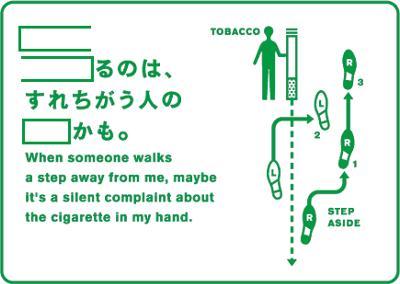 るのは、
すれちがう人の
かも。
When someone walks
a step away from me, maybe
it's a silent complaint about
the cigarette in my hand.
TOBACCO
R
3
L
2
R
1
L
R
STEP
ASIDE